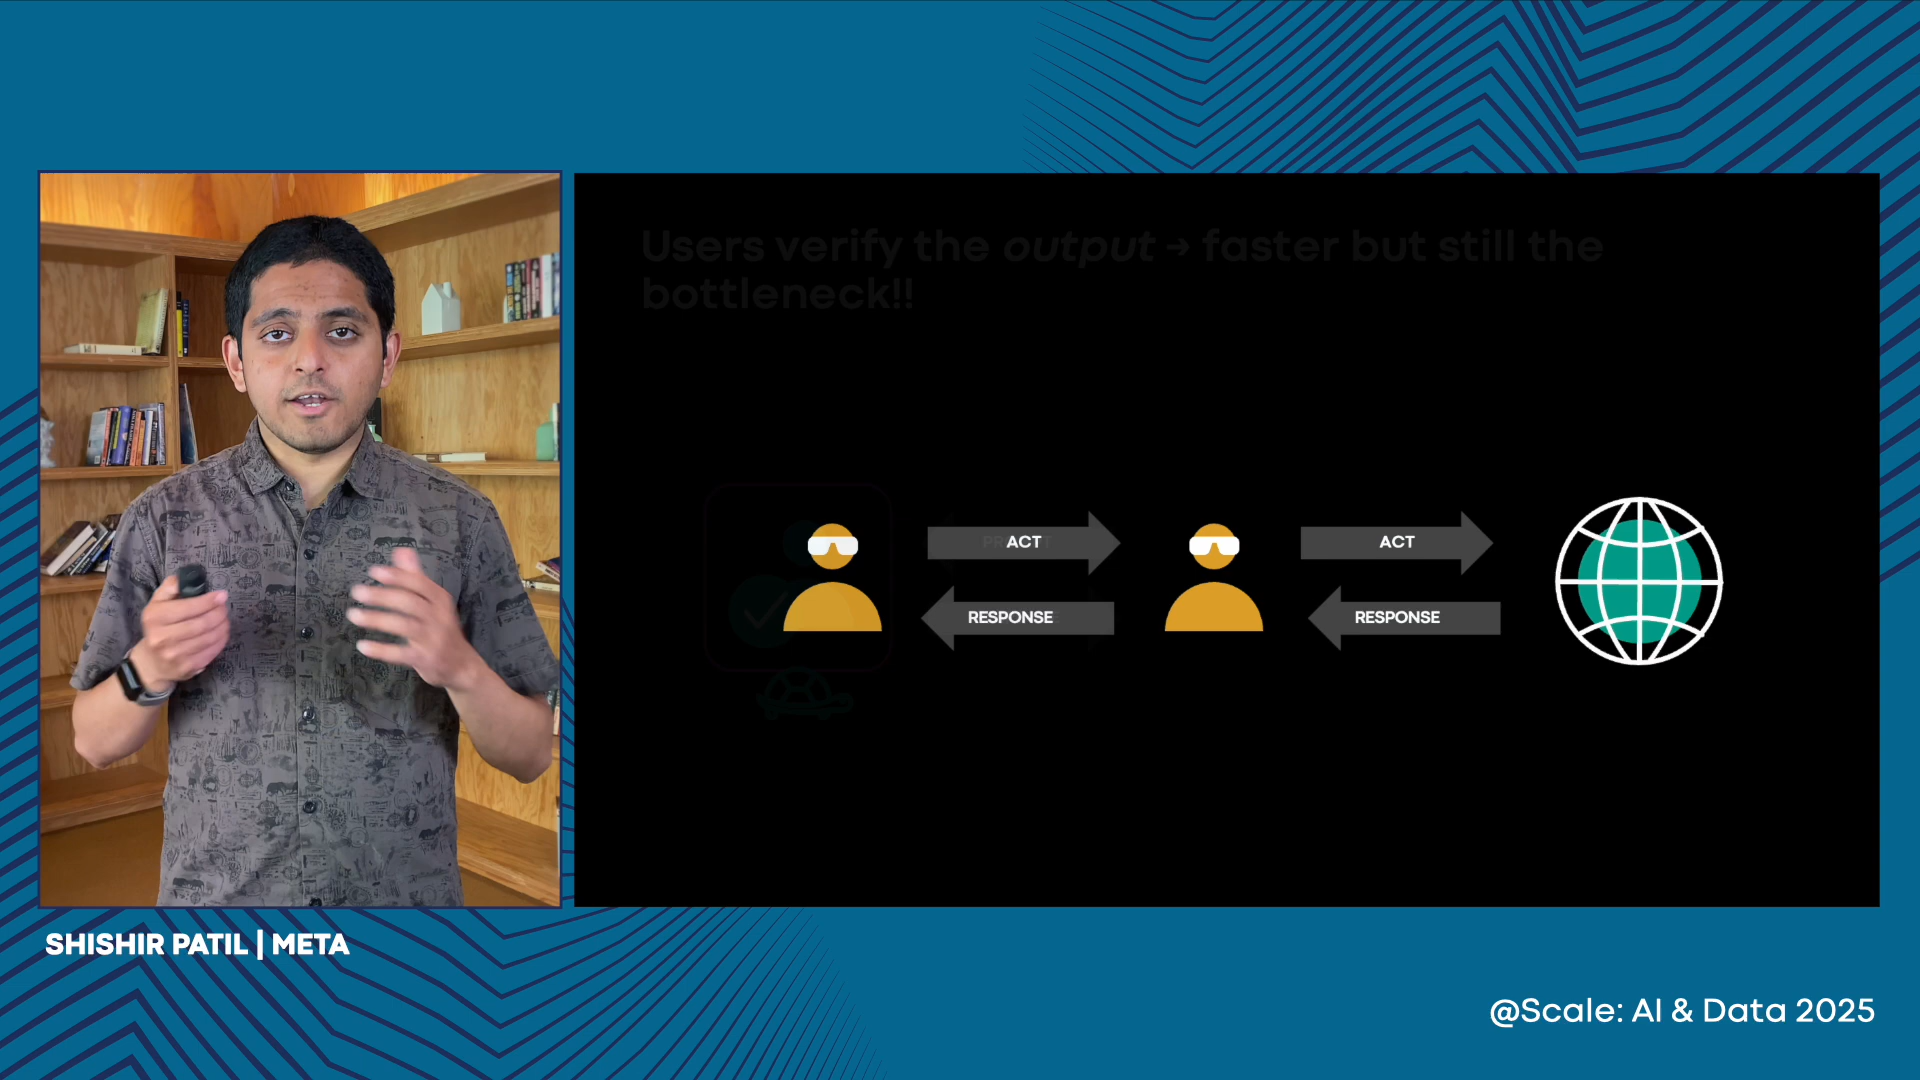 Users verify the output → faster but still the
bottleneck!!
ACT
ACT
RESPONSE
RESPONSE
SHISHIR PATIL | META
@Scale: AI & Data 2025